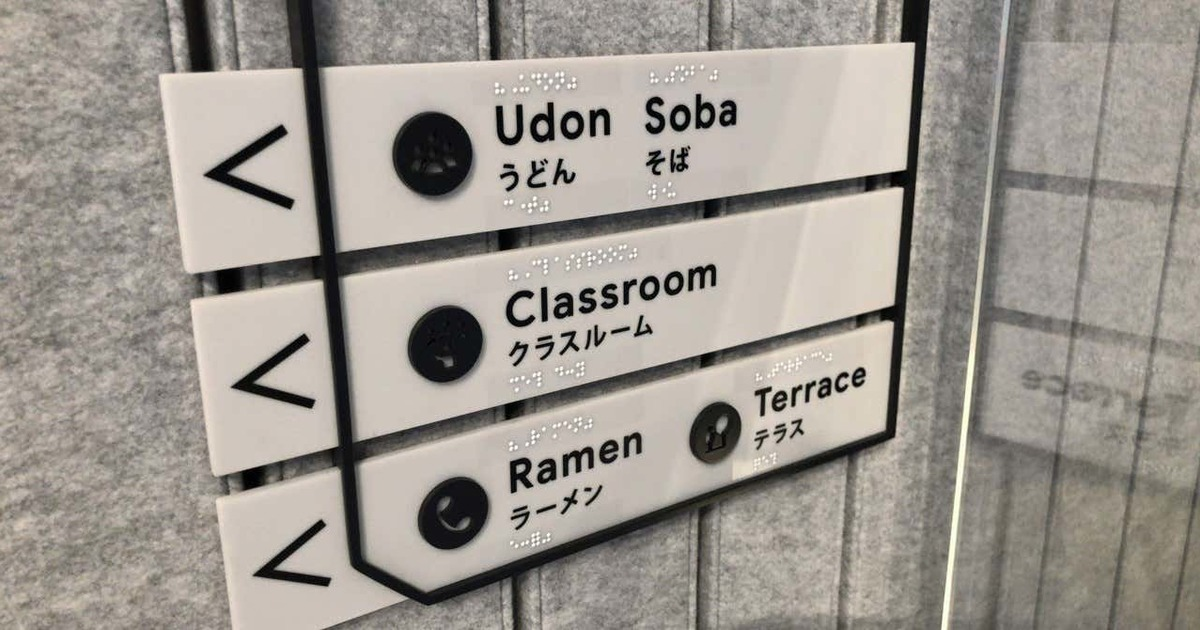 Udon Soba
うどん そば
Classroom
クラスルーム
Ramen Terrace
ラーメン テラス